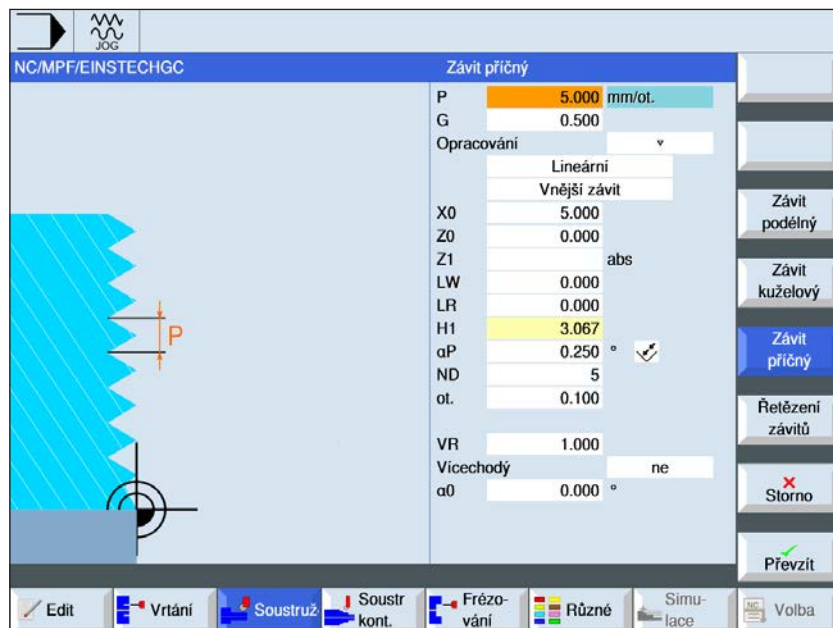 JOG
NC/MPF/EINSTECHGC Závit příčný
P 5.000 mm/ot.
G 0.500
Opracování ▿
Lineární
Vnější závit
X0 5.000
Z0 0.000
Z1 abs
LW 0.000
LR 0.000
H1 3.067
αP 0.250 °
ND 5
ot. 0.100
VR 1.000
Vícechodý ne
α0 0.000 °
P
Závit
podélný
Závit
kuželový
Závit
příčný
Řetězení
závitů
Storno
Převzít
Edit
Vrtání
Soustruž
Soustr
kont.
Frézo-
vání
Různé
Simu-
lace
NC
Volba